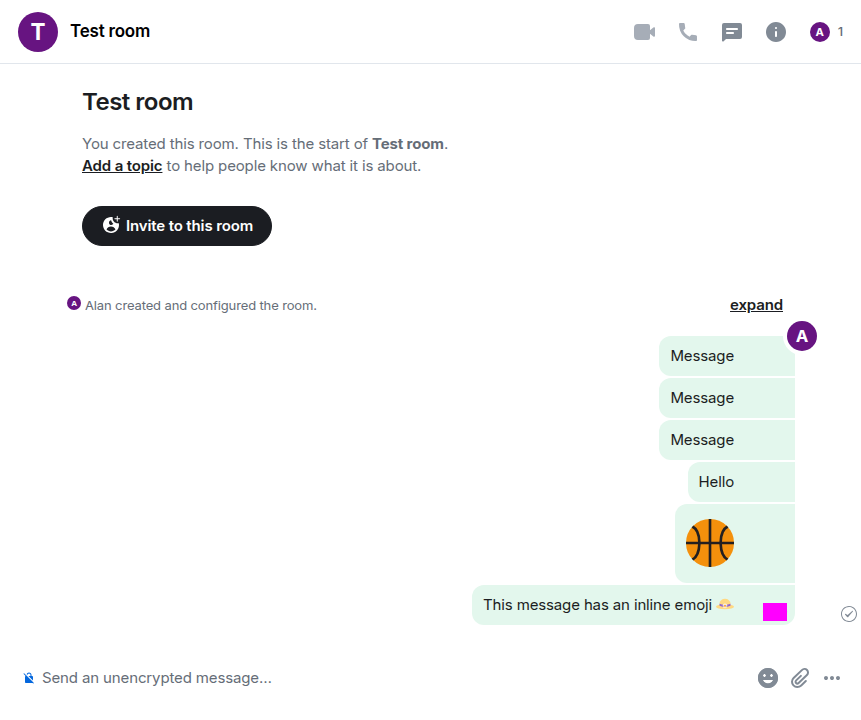 T Test room A 1
Test room
You created this room. This is the start of Test room.
Add a topic to help people know what it is about.
Invite to this room
A Alan created and configured the room. expand
A
Message
Message
Message
Hello
This message has an inline emoji
Send an unencrypted message...